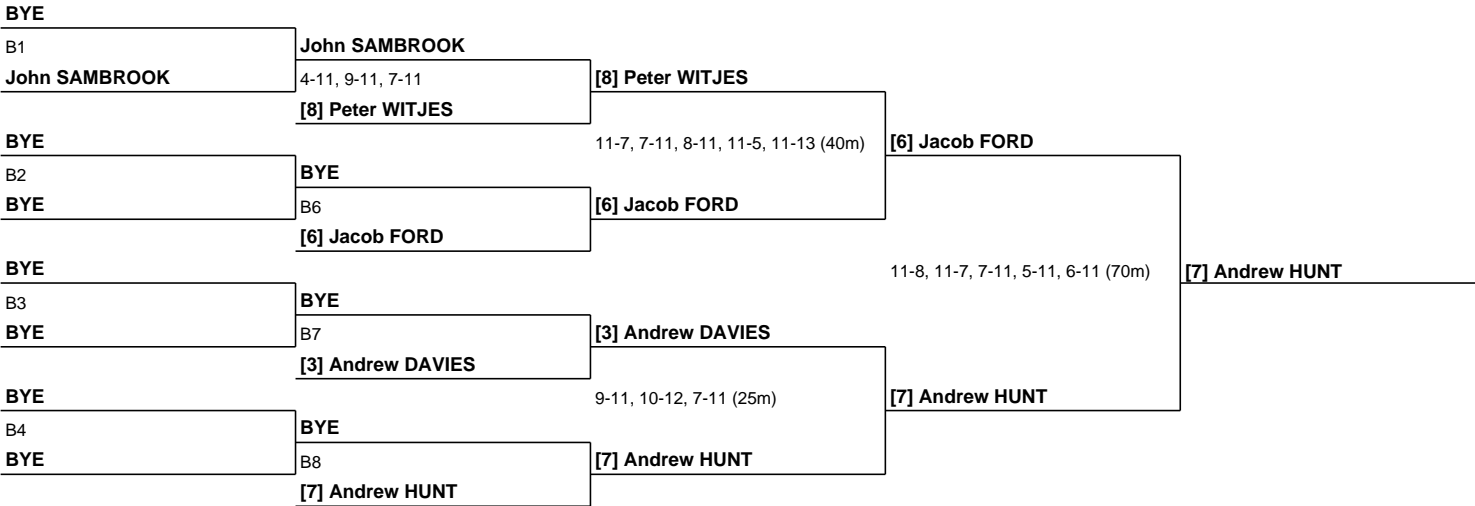 BYE
B1
John SAMBROOK
John SAMBROOK
4-11, 9-11, 7-11
[8] Peter WITJES
[8] Peter WITJES
BYE
11-7, 7-11, 8-11, 11-5, 11-13 (40m)
[6] Jacob FORD
B2
BYE
BYE
B6
[6] Jacob FORD
[6] Jacob FORD
BYE
11-8, 11-7, 7-11, 5-11, 6-11 (70m)
[7] Andrew HUNT
B3
BYE
BYE
B7
[3] Andrew DAVIES
[3] Andrew DAVIES
BYE
9-11, 10-12, 7-11 (25m)
[7] Andrew HUNT
B4
BYE
BYE
B8
[7] Andrew HUNT
[7] Andrew HUNT